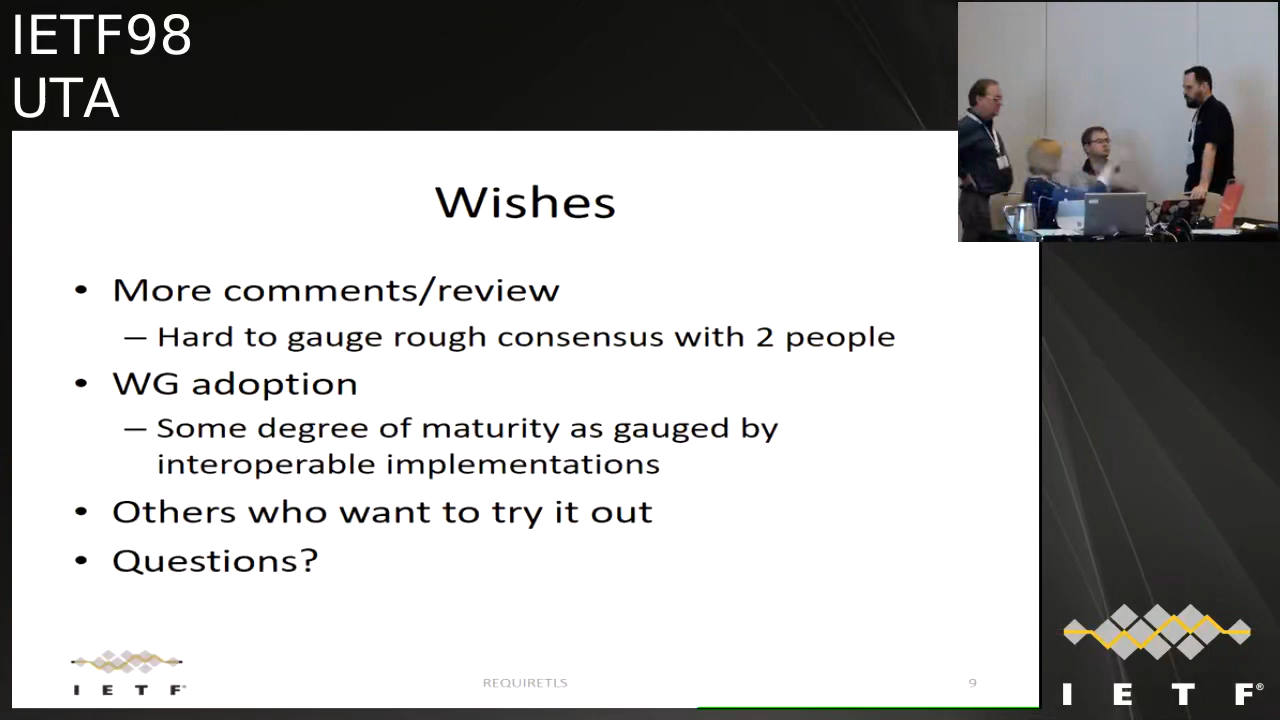 IETF98
UTA
Wishes
• More comments/review
– Hard to gauge rough consensus with 2 people
• WG adoption
– Some degree of maturity as gauged by
interoperable implementations
• Others who want to try it out
• Questions?
I E T F®
REQUIRETLS
9
I E T F®